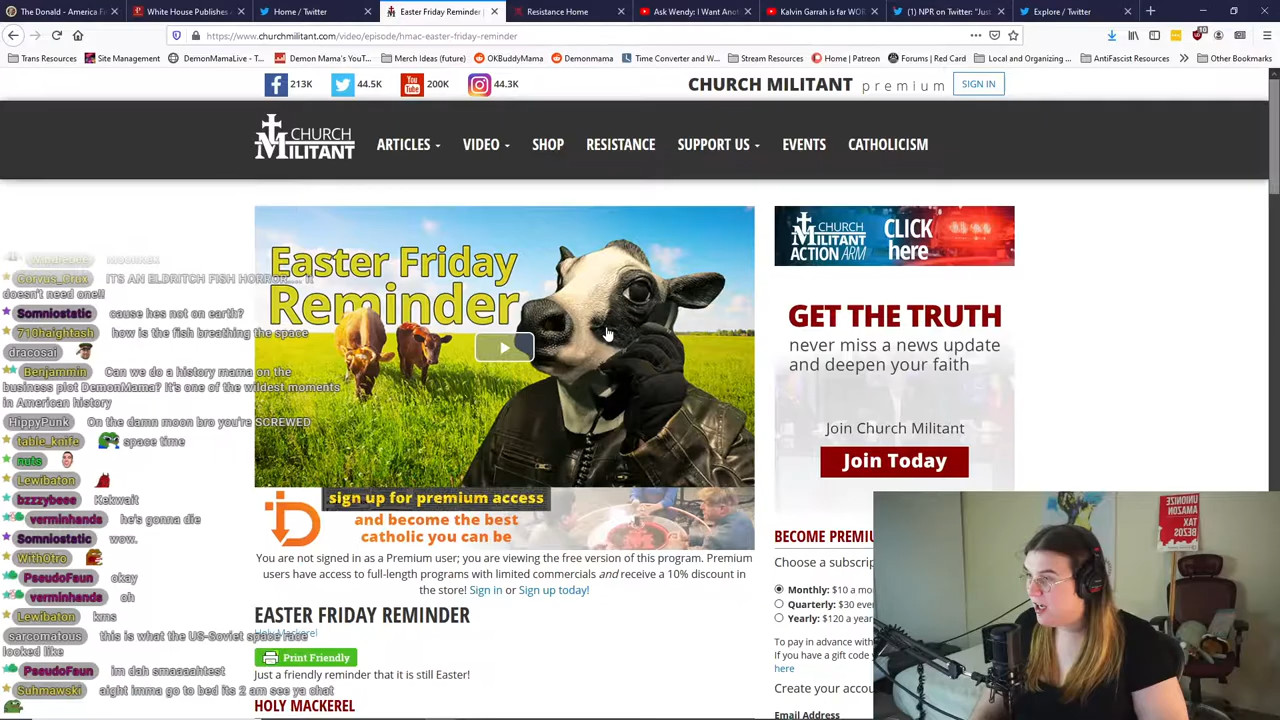 The Donald - America F
White House Publishes A
Home / Twitter
Easter Friday Reminder |
Resistance Home
Ask Wendy: I Want Anot
Kalvin Garrah is far WOR
(1) NPR on Twitter: "Jus
Explore / Twitter
https://www.churchmilitant.com/video/episode/hmac-easter-friday-reminder
Trans Resources
Site Management
DemonMamaLive - T...
Demon Mama's YouT...
Merch Ideas (future)
OKBuddyMama
Demonmama
Time Converter and W...
Stream Resources
Home | Patreon
Forums | Red Card
Local and Organizing ...
AntiFascist Resources
Other Bookmarks
213K
44.5K
200K
44.3K
CHURCH MILITANT premium
SIGN IN
CHURCH
MILITANT
ARTICLES
VIDEO
SHOP
RESISTANCE
SUPPORT US
EVENTS
CATHOLICISM
Easter Friday
Reminder
CHURCH
MILITANT
ACTION ARM
CLICK
here
GET THE TRUTH
never miss a news update
and deepen your faith
Join Church Militant
Join Today
sign up for premium access
and become the best
catholic you can be
You are not signed in as a Premium user; you are viewing the free version of this program. Premium
users have access to full-length programs with limited commercials and receive a 10% discount in
the store! Sign in or Sign up today!
EASTER FRIDAY REMINDER
Holy Mackerel
Print Friendly
Just a friendly reminder that it is still Easter!
HOLY MACKEREL
BECOME PREMIU
Choose a subscrip
Monthly: $10 a mo
Quarterly: $30 eve
Yearly: $120 a year
To pay in advance with
If you have a gift code
here
Create your accou
Email Address
UNIONIZE
AMAZON
TAX
BEZOS
Corvus_Crux ITS AN ELDRITCH FISH HORROR.... It
doesn't need one!!
Somniostatic cause hes not on earth?
710haightash how is the fish breathing the space
dracosai
Benjammin Can we do a history mama on the
business plot DemonMama? It's one of the wildest moments
in American history
HippyPunk On the damn moon bro you're SCREWED
table_knife space time
nuts
Lewibaton
bzzzybeee Kekwait
verminhands he's gonna die
Somniostatic wow.
WithOtro
PseudoFaun okay
verminhands oh
Lewibaton kms
sarcomatous this is what the US-Soviet space race
looked like
PseudoFaun im dah smaaaahtest
Suhmawski aight imma go to bed its 2 am see ya chat